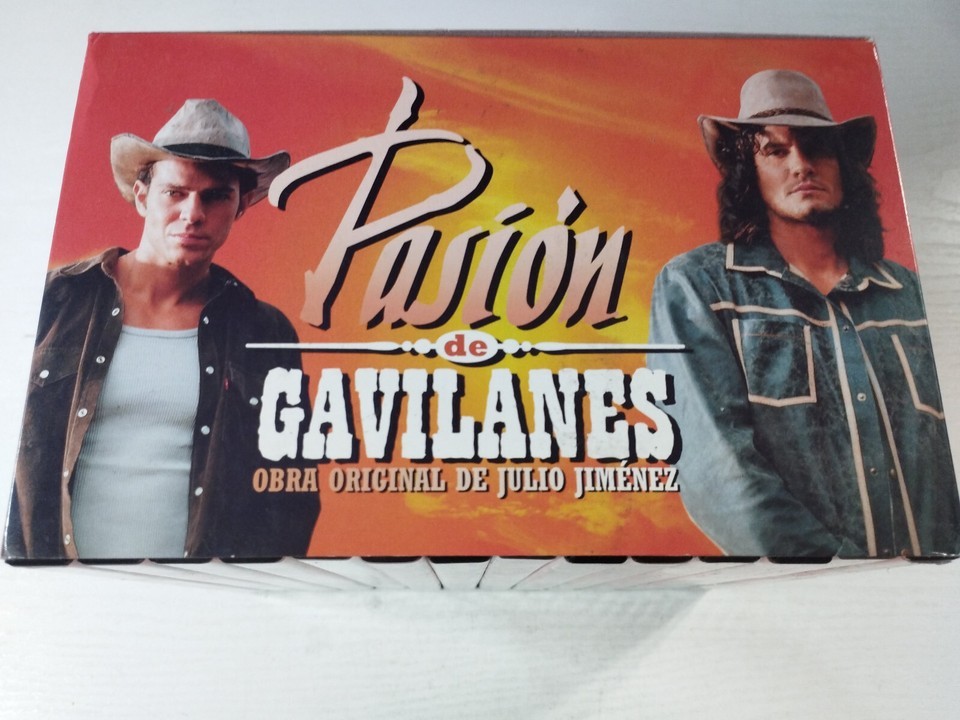 Pasión
de
GAVILANES
OBRA ORIGINAL DE JULIO JIMÉNEZ